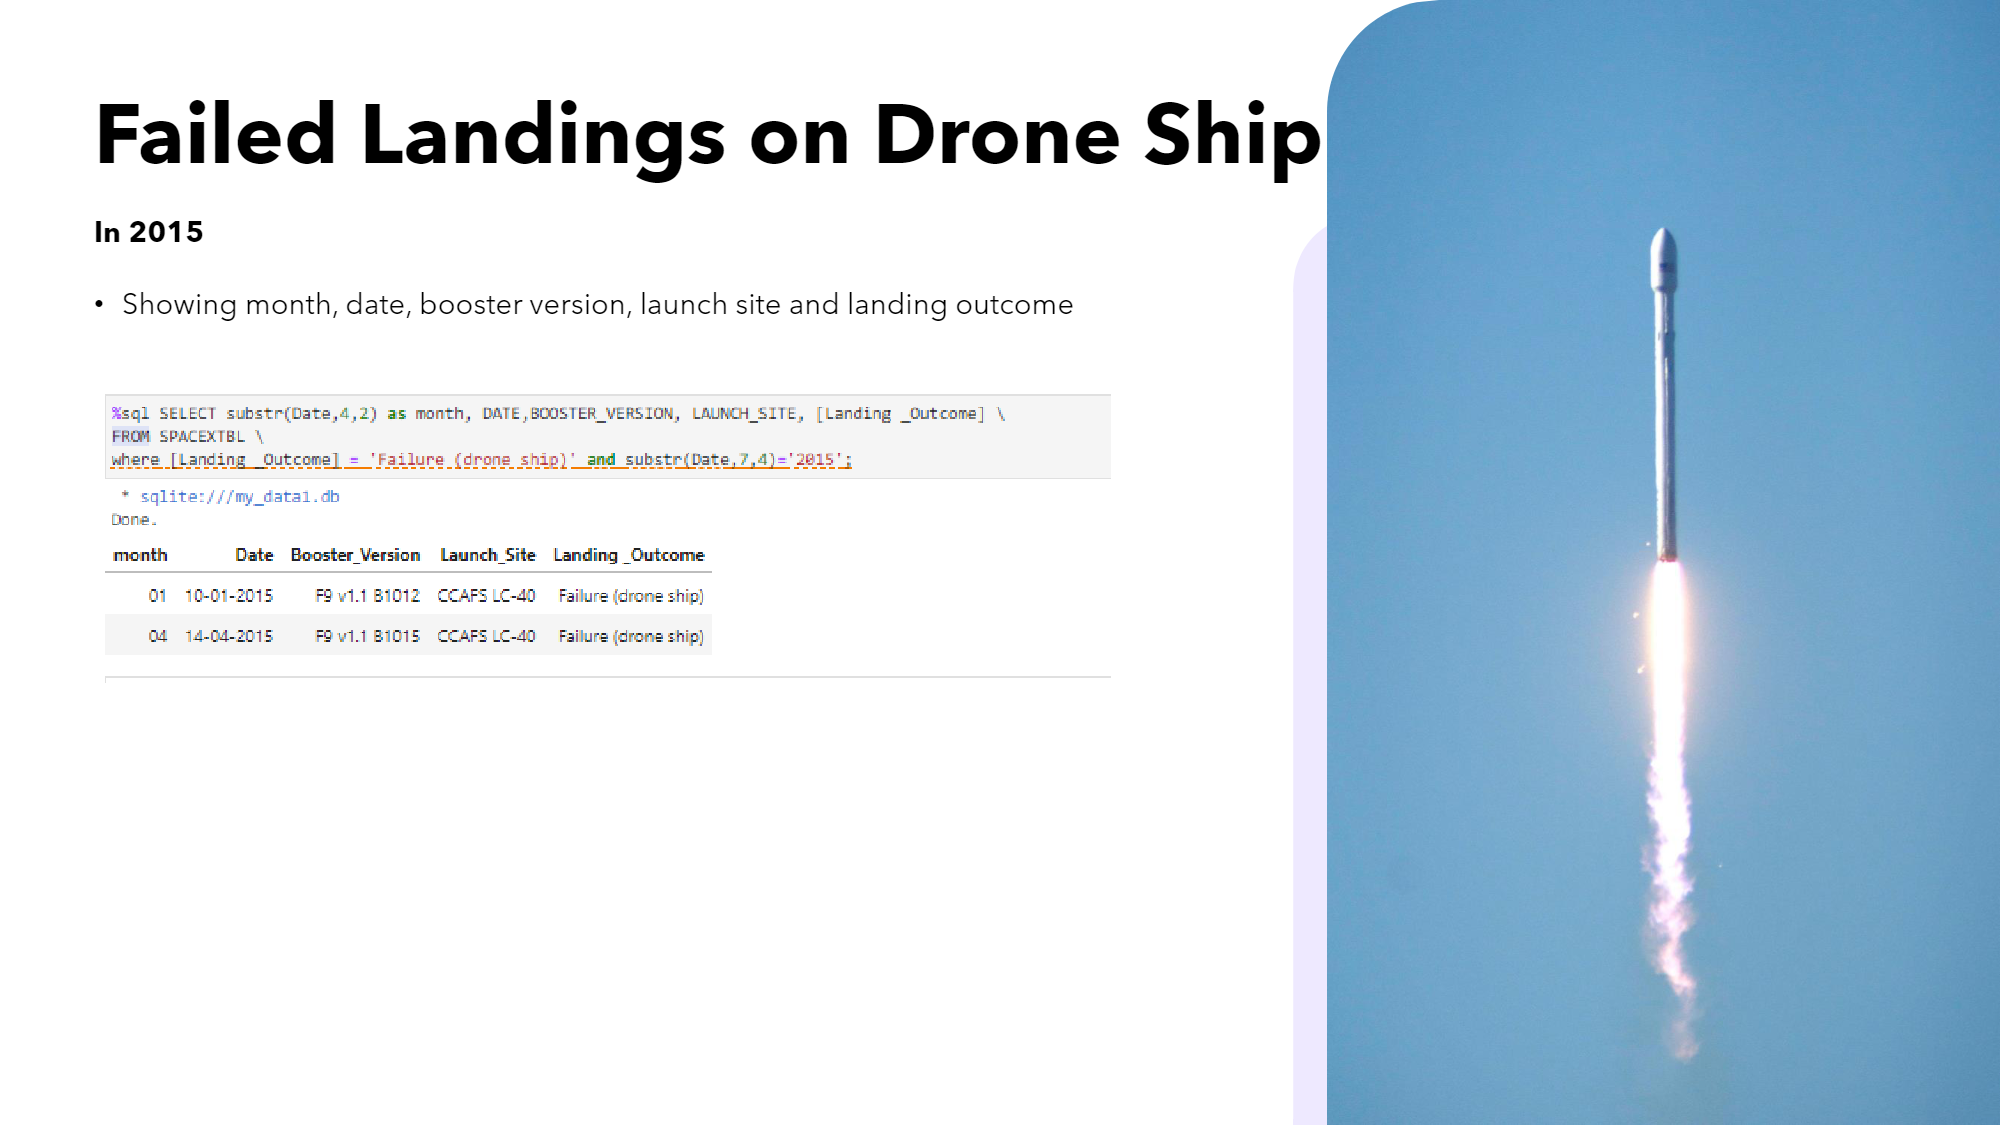 Failed Landings on Drone Ship
In 2015
• Showing month, date, booster version, launch site and landing outcome
%sql SELECT substr(Date,4,2) as month, DATE,BOOSTER_VERSION, LAUNCH_SITE, [Landing _Outcome] \
FROM SPACEXTBL \
where [Landing _Outcome] = 'Failure (drone ship)' and substr(Date,7,4)='2015';
* sqlite:///my_data1.db
Done.
month Date Booster_Version Launch_Site Landing _Outcome
01 10-01-2015 F9 v1.1 B1012 CCAFS LC-40 Failure (drone ship)
04 14-04-2015 F9 v1.1 B1015 CCAFS LC-40 Failure (drone ship)